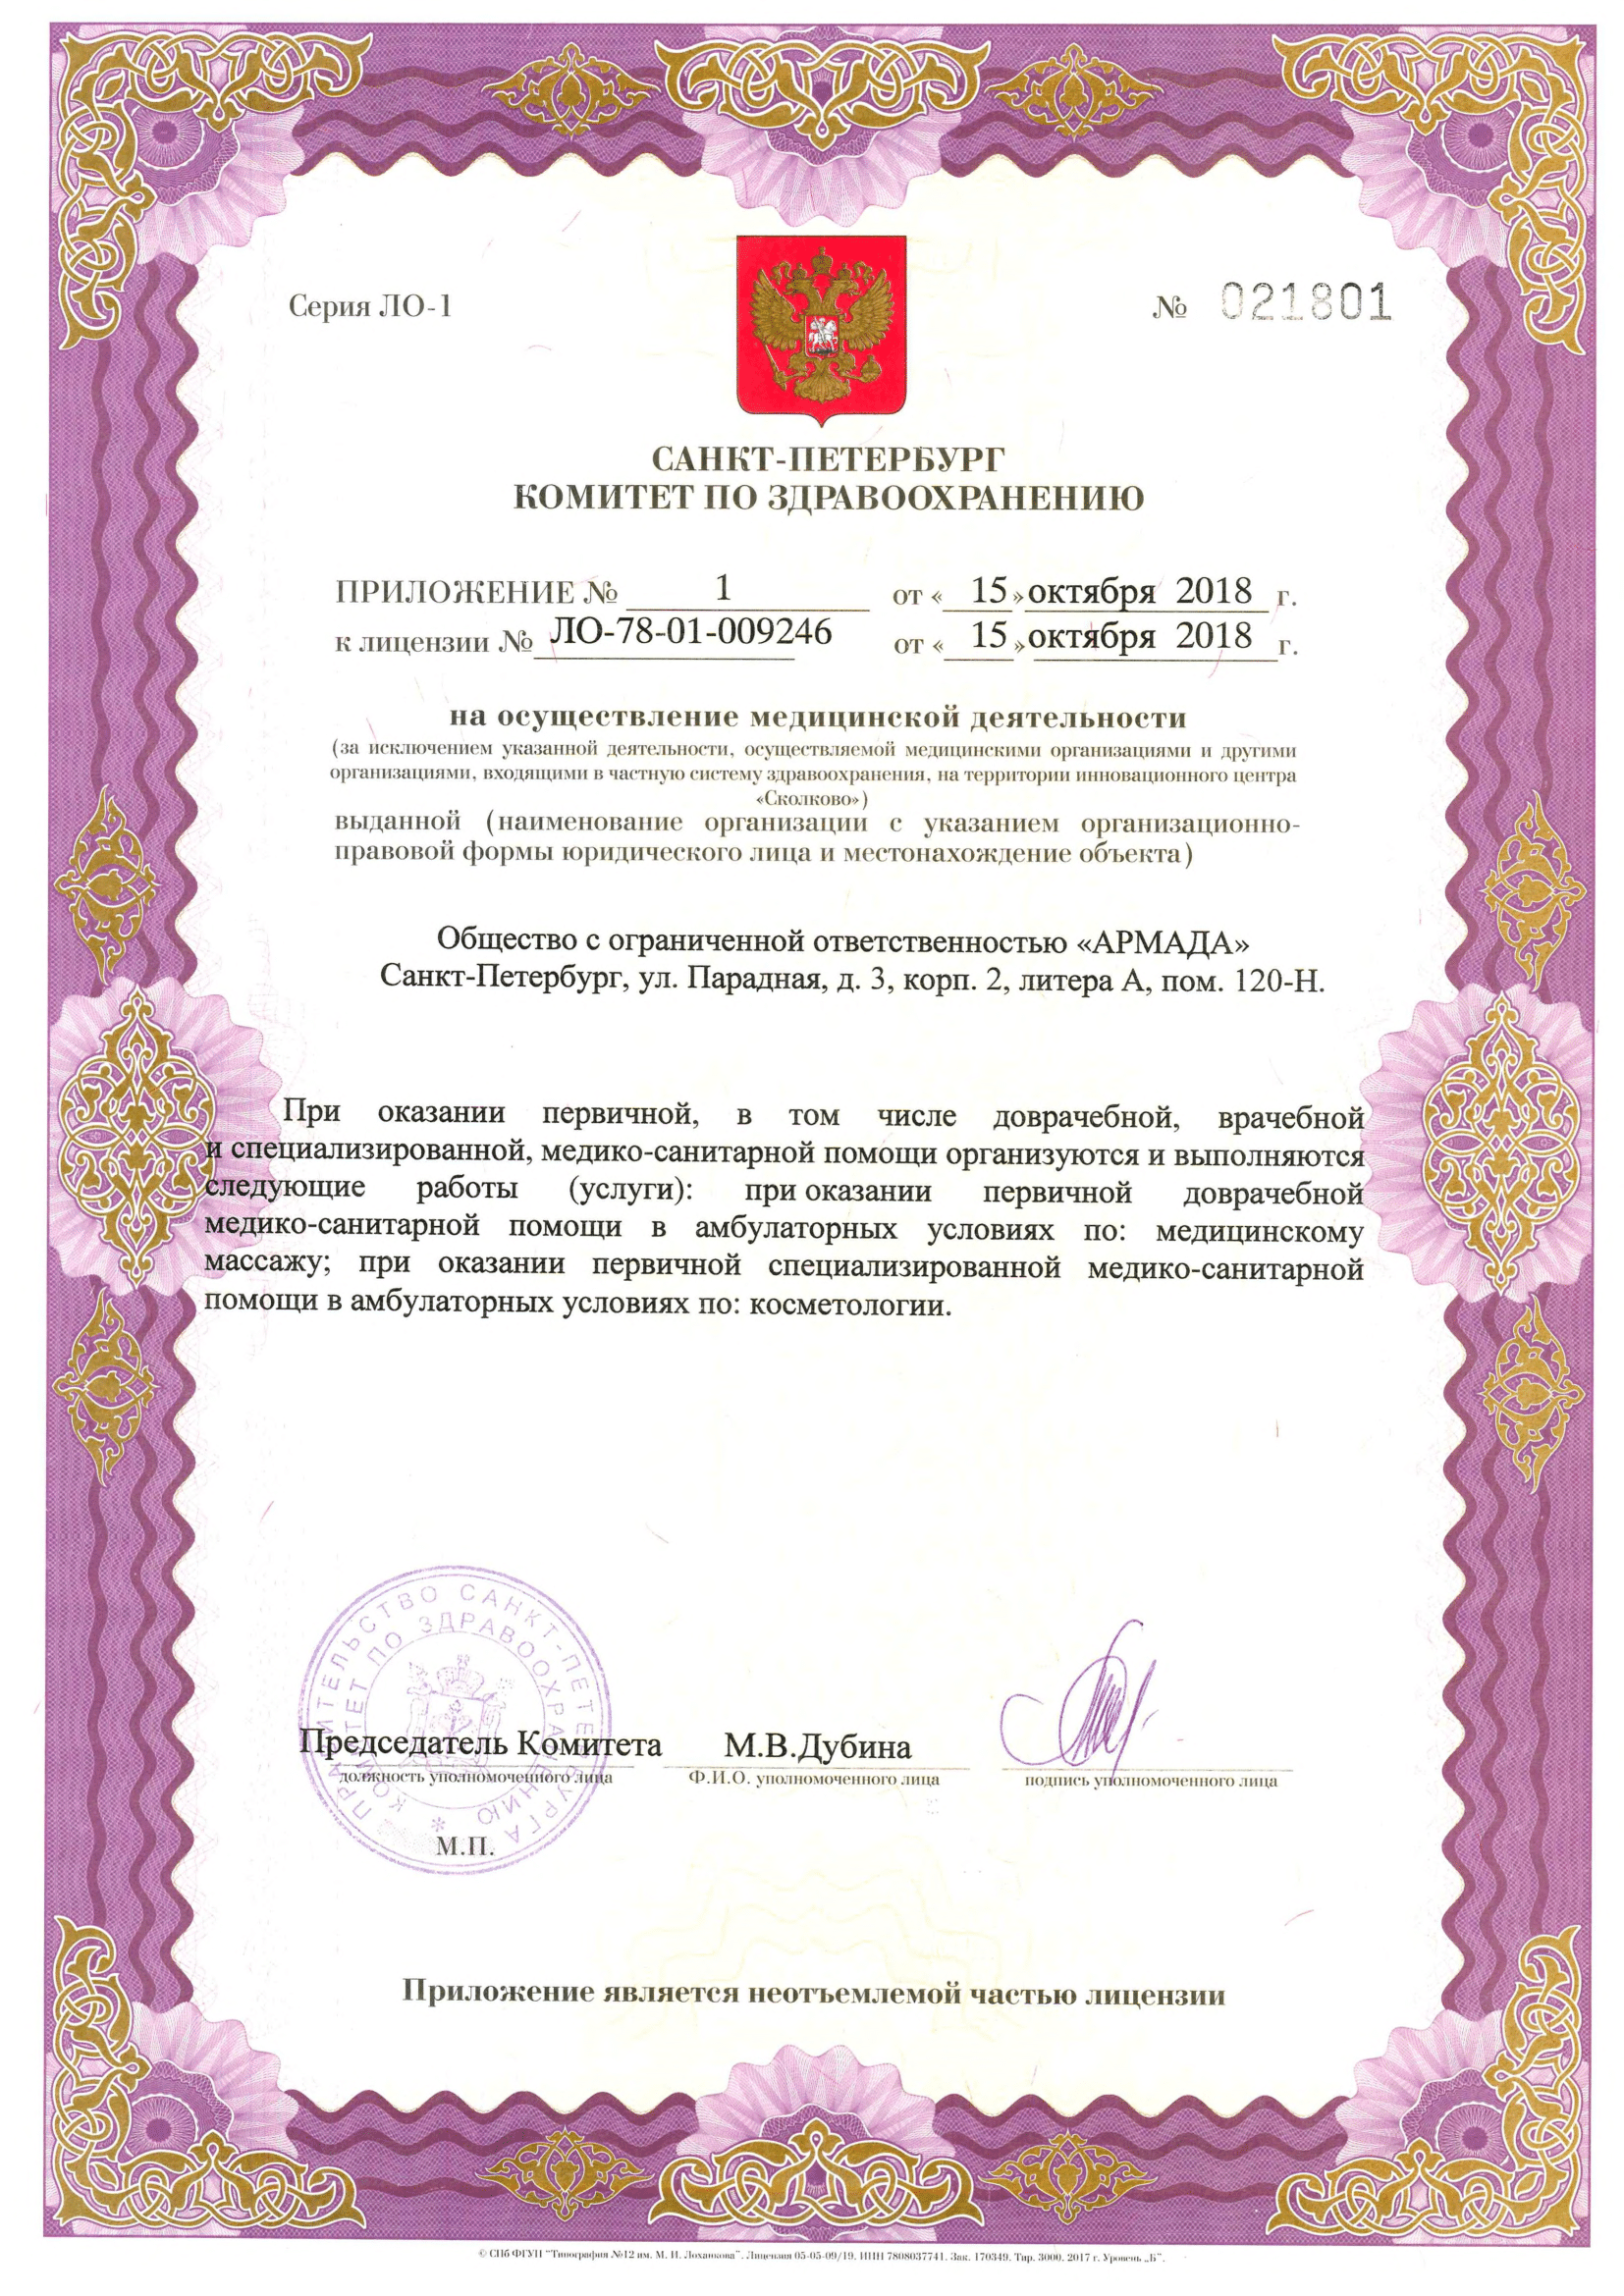 Серия ЛО-1
№ 021801
САНКТ-ПЕТЕРБУРГ
КОМИТЕТ ПО ЗДРАВООХРАНЕНИЮ
ПРИЛОЖЕНИЕ № 1 от « 15 » октября 2018 г.
к лицензии № ЛО-78-01-009246 от « 15 » октября 2018 г.
на осуществление медицинской деятельности
(за исключением указанной деятельности, осуществляемой медицинскими организациями и другими
организациями, входящими в частную систему здравоохранения, на территории инновационного центра
«Сколково»)
выданной (наименование организации с указанием организационно-
правовой формы юридического лица и местонахождение объекта)
Общество с ограниченной ответственностью «АРМАДА»
Санкт-Петербург, ул. Парадная, д. 3, корп. 2, литера А, пом. 120-Н.
При оказании первичной, в том числе доврачебной, врачебной
и специализированной, медико-санитарной помощи организуются и выполняются
следующие работы (услуги): при оказании первичной доврачебной
медико-санитарной помощи в амбулаторных условиях по: медицинскому
массажу; при оказании первичной специализированной медико-санитарной
помощи в амбулаторных условиях по: косметологии.
ПРАВИТЕЛЬСТВО САНКТ-ПЕТЕРБУРГА
КОМИТЕТ ПО ЗДРАВООХРАНЕНИЮ *
Председатель Комитета М.В.Дубина
должность уполномоченного лица Ф.И.О. уполномоченного лица подпись уполномоченного лица
М.П.
Приложение является неотъемлемой частью лицензии
© СПб ФГУП "Типография №12 им. М. И. Лоханкова". Лицензия 05-05-09/19. ИНН 7808037741. Зак. 170349. Тир. 3000. 2017 г. Уровень „Б".